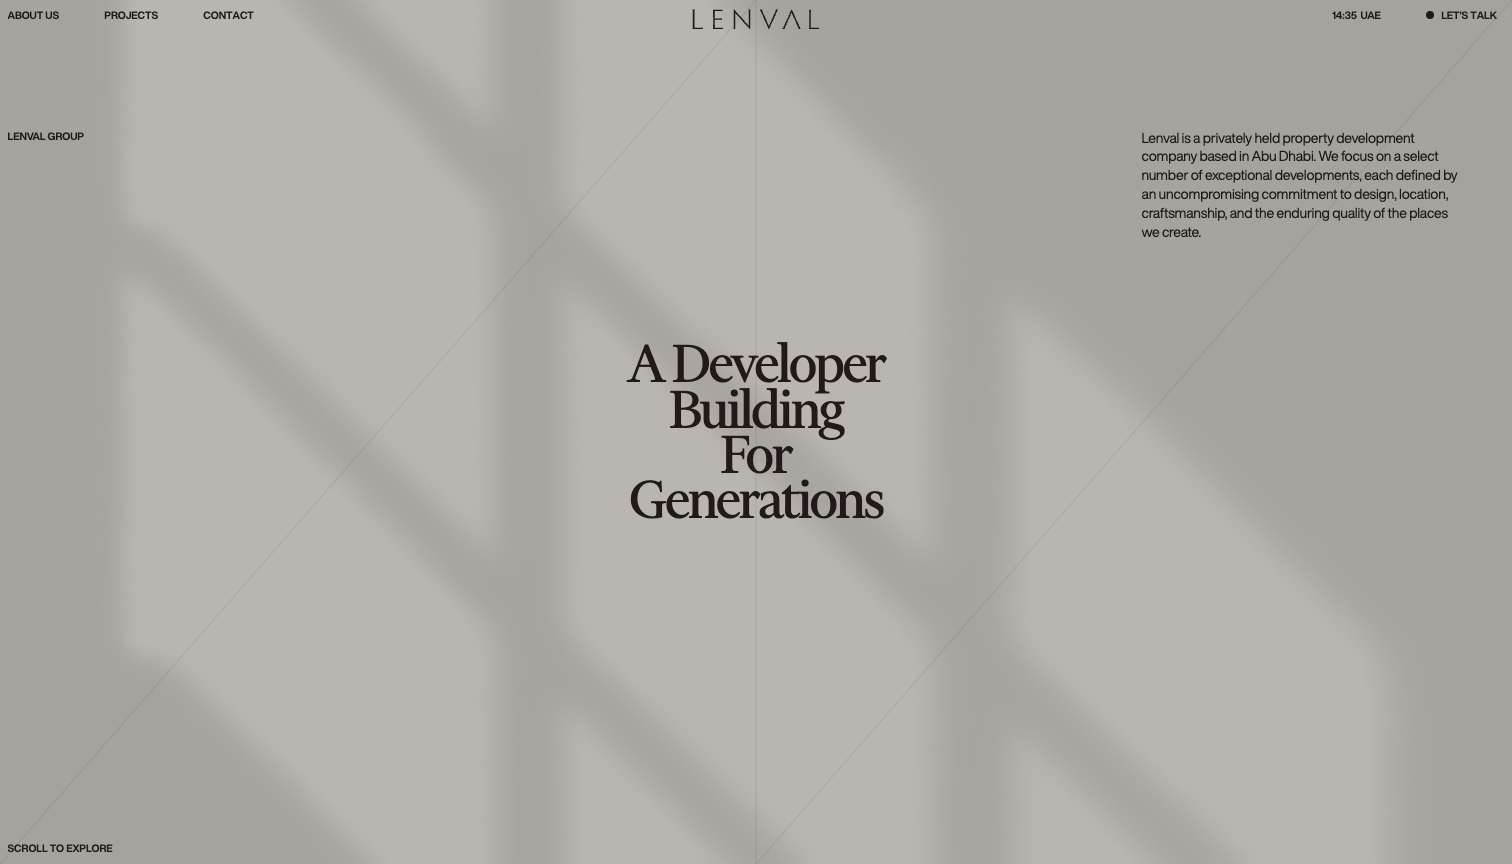 ABOUT US
PROJECTS
CONTACT
LENVAL
14:35 UAE
LET'S TALK
LENVAL GROUP
Lenval is a privately held property development
company based in Abu Dhabi. We focus on a select
number of exceptional developments, each defined by
an uncompromising commitment to design, location,
craftsmanship, and the enduring quality of the places
we create.
A Developer
Building
For
Generations
SCROLL TO EXPLORE